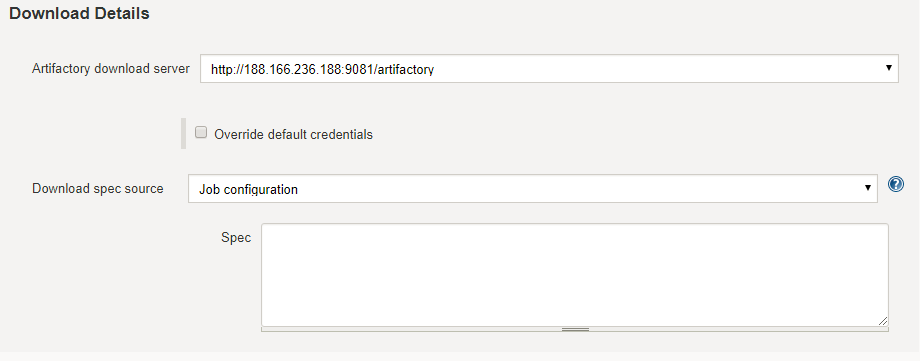 Download Details
Artifactory download server
http://188.166.236.188:9081/artifactory
Override default credentials
Download spec source
Job configuration
?
Spec